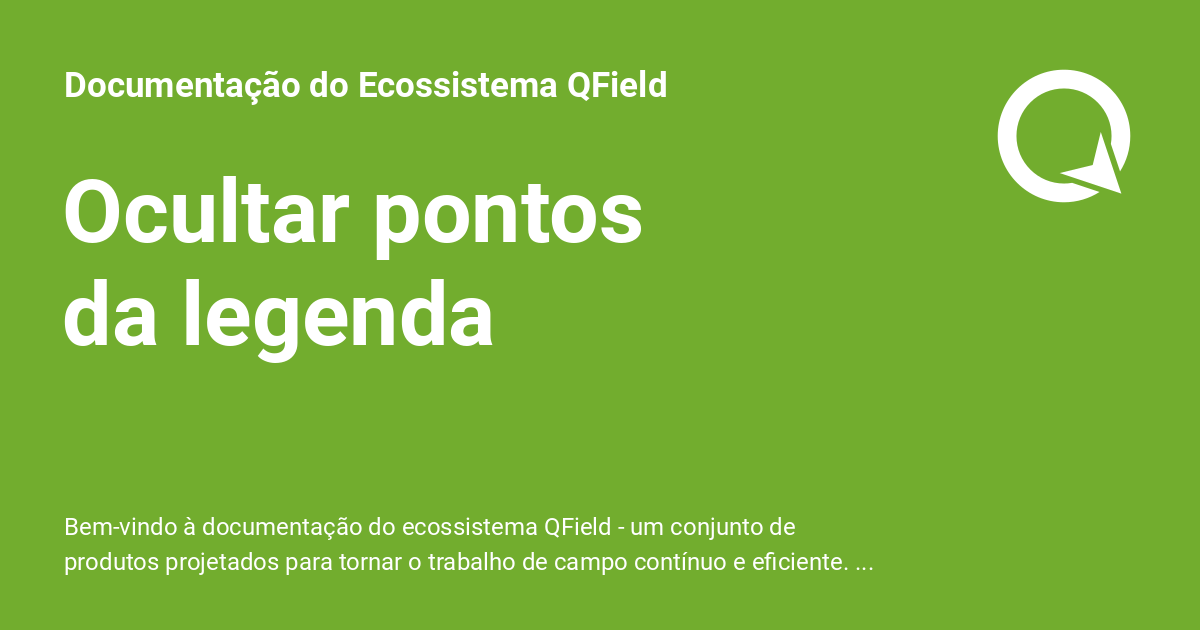 Documentação do Ecossistema QField
Ocultar pontos
da legenda
Bem-vindo à documentação do ecossistema QField - um conjunto de
produtos projetados para tornar o trabalho de campo contínuo e eficiente. ...